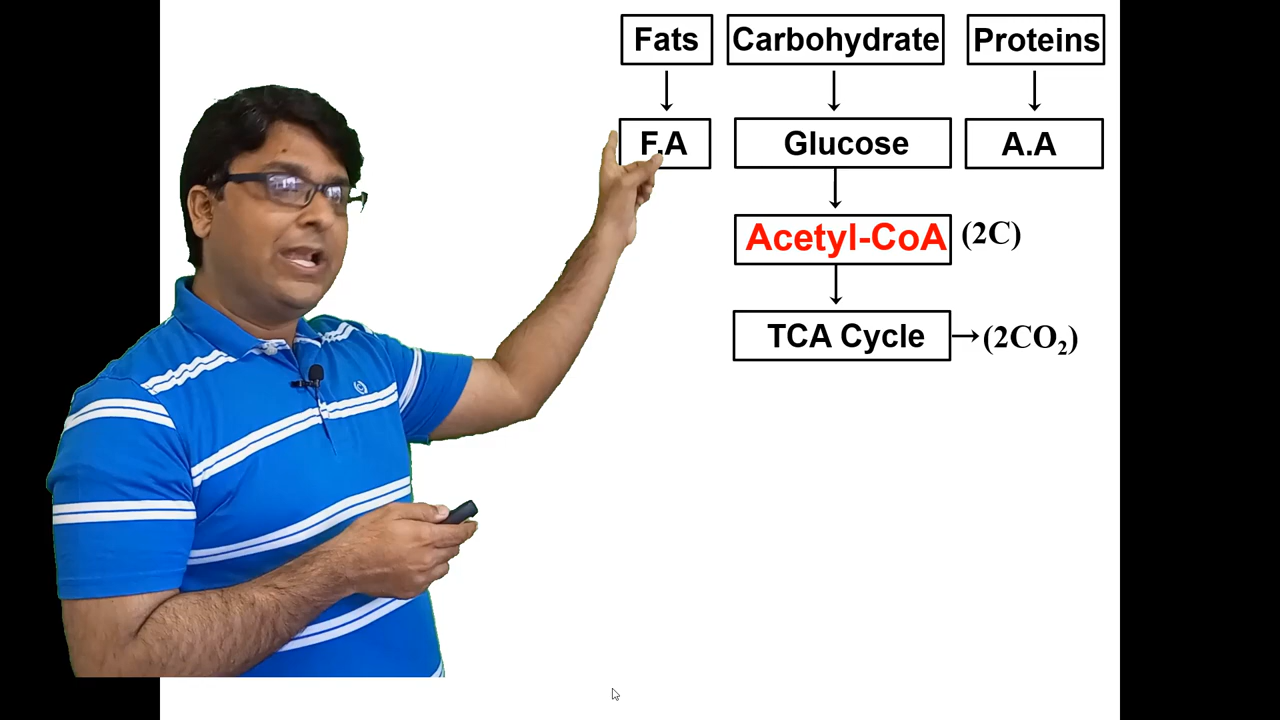 Fats Carbohydrate Proteins
F.A Glucose A.A
Acetyl-CoA (2C)
TCA Cycle → (2CO₂)